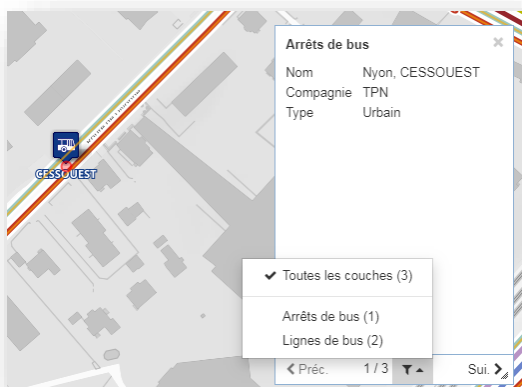 Arrêts de bus ×
Nom Nyon, CESSOUEST
Compagnie TPN
Type Urbain
CESSOUEST
✔ Toutes les couches (3)
Arrêts de bus (1)
Lignes de bus (2)
Préc. 1 / 3 Sui.